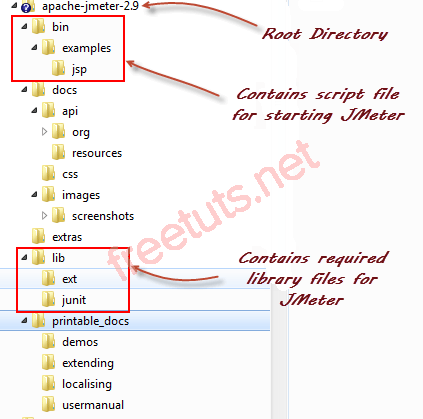 apache-jmeter-2.9
Root Directory
bin
examples
jsp
docs
Contains script file
for starting JMeter
api
org
resources
css
images
screenshots
extras
freetuts.net
lib
Contains required
library files for
JMeter
ext
junit
printable_docs
demos
extending
localising
usermanual